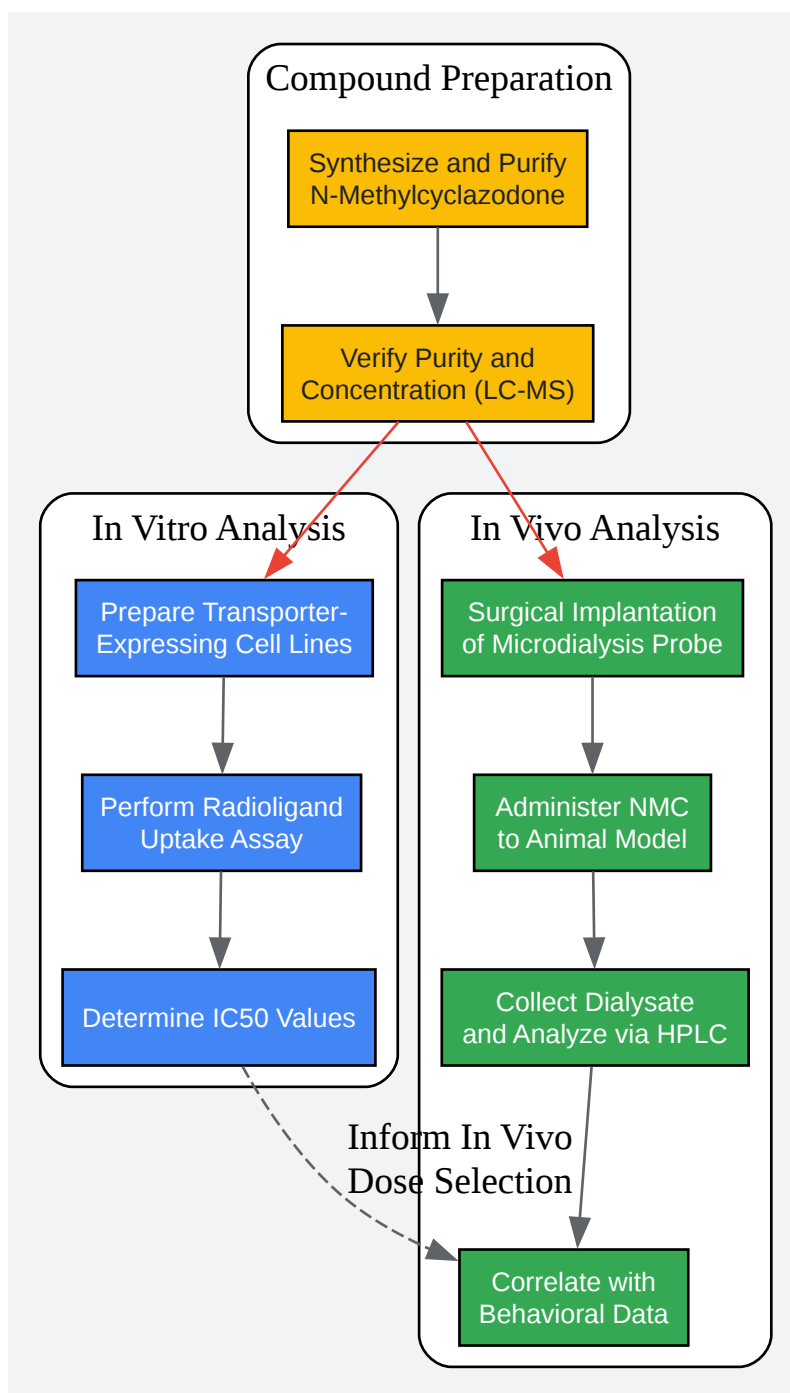 Compound Preparation
Synthesize and Purify
N-Methylcyclazodone
Verify Purity and
Concentration (LC-MS)
In Vitro Analysis
Prepare Transporter-
Expressing Cell Lines
Perform Radioligand
Uptake Assay
Determine IC50 Values
In Vivo Analysis
Surgical Implantation
of Microdialysis Probe
Administer NMC
to Animal Model
Collect Dialysate
and Analyze via HPLC
Inform In Vivo
Dose Selection
Correlate with
Behavioral Data